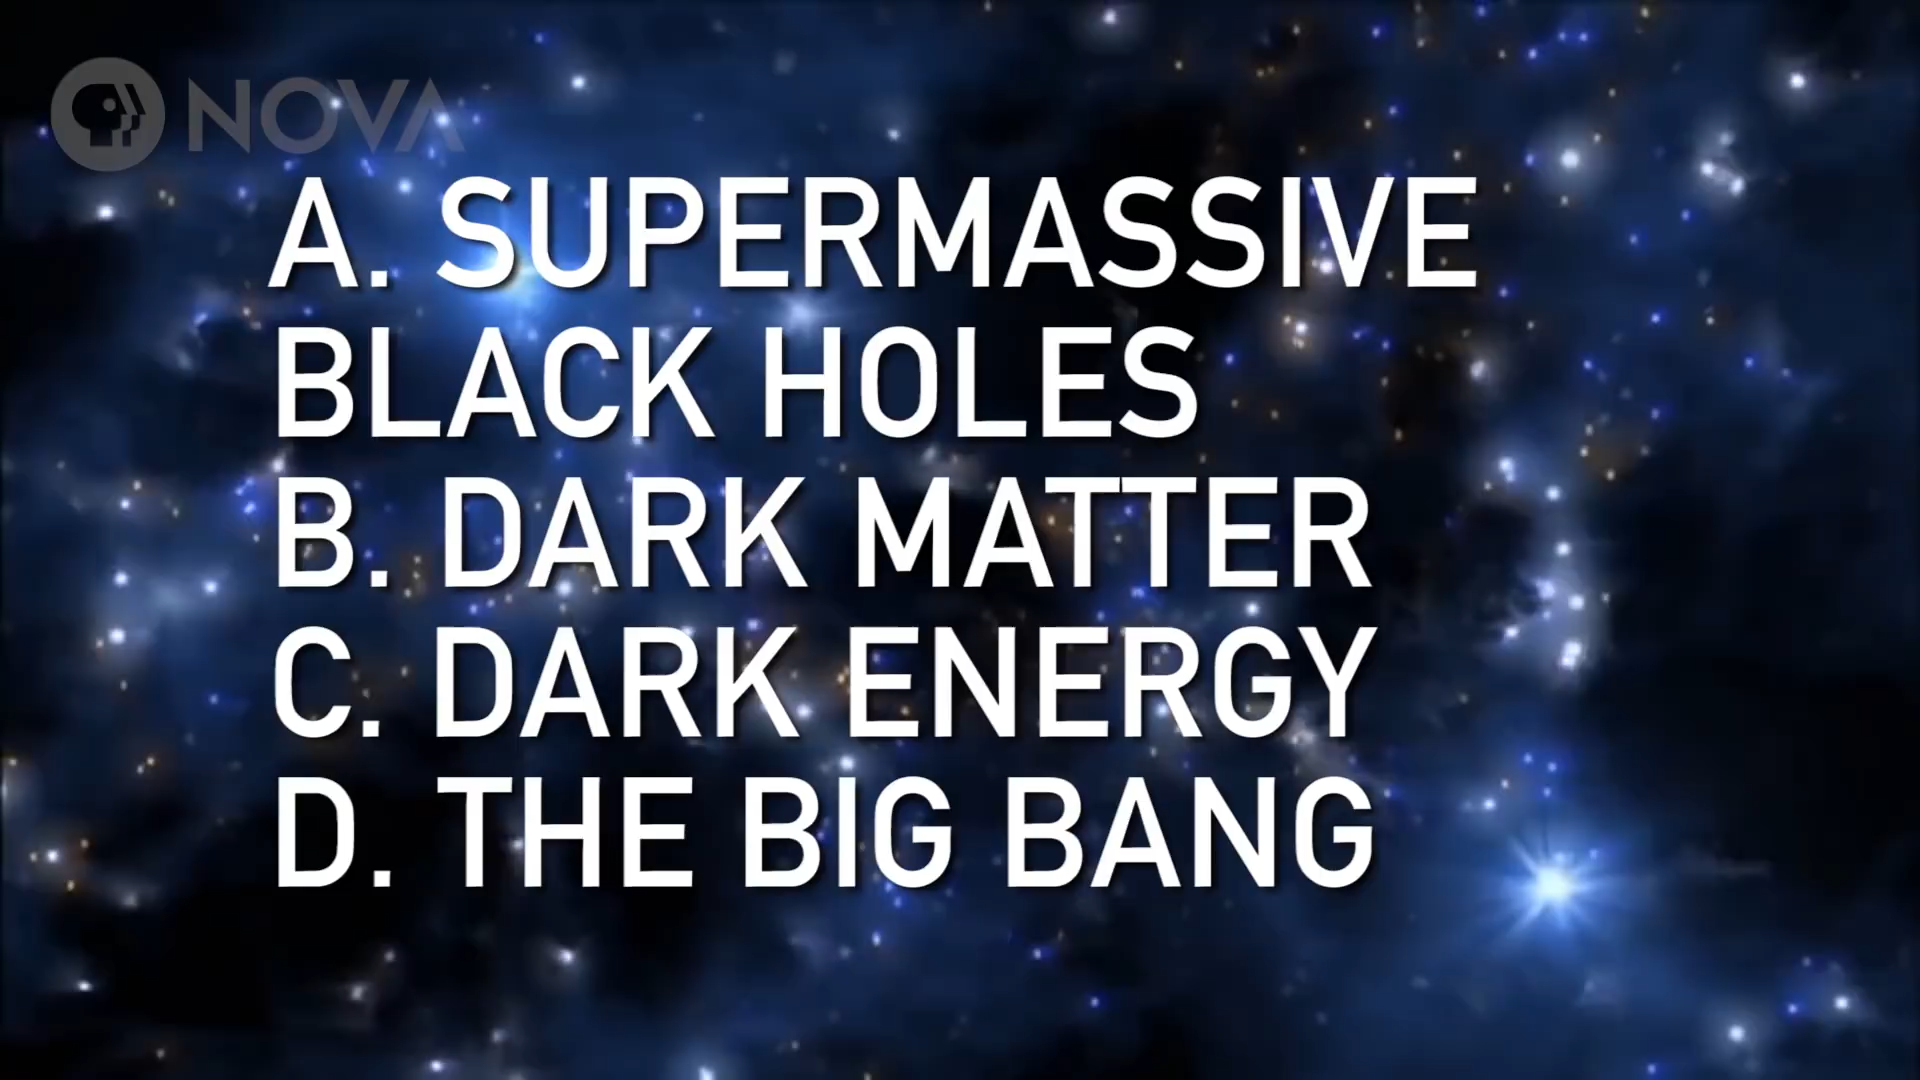 NOVA
A. SUPERMASSIVE
BLACK HOLES
B. DARK MATTER
C. DARK ENERGY
D. THE BIG BANG